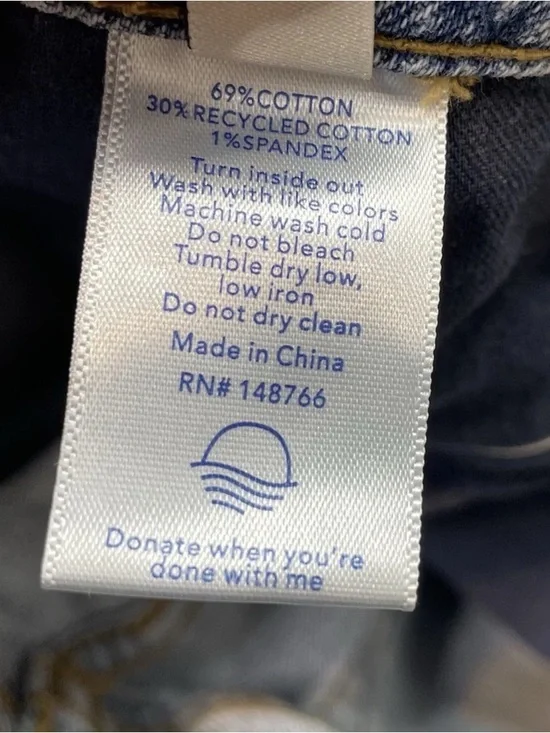 69%COTTON
30%RECYCLED COTTON
1%SPANDEX
Turn inside out
Wash with like colors
Machine wash cold
Do not bleach
Tumble dry low,
low iron
Do not dry clean
Made in China
RN# 148766
Donate when you're
done with me